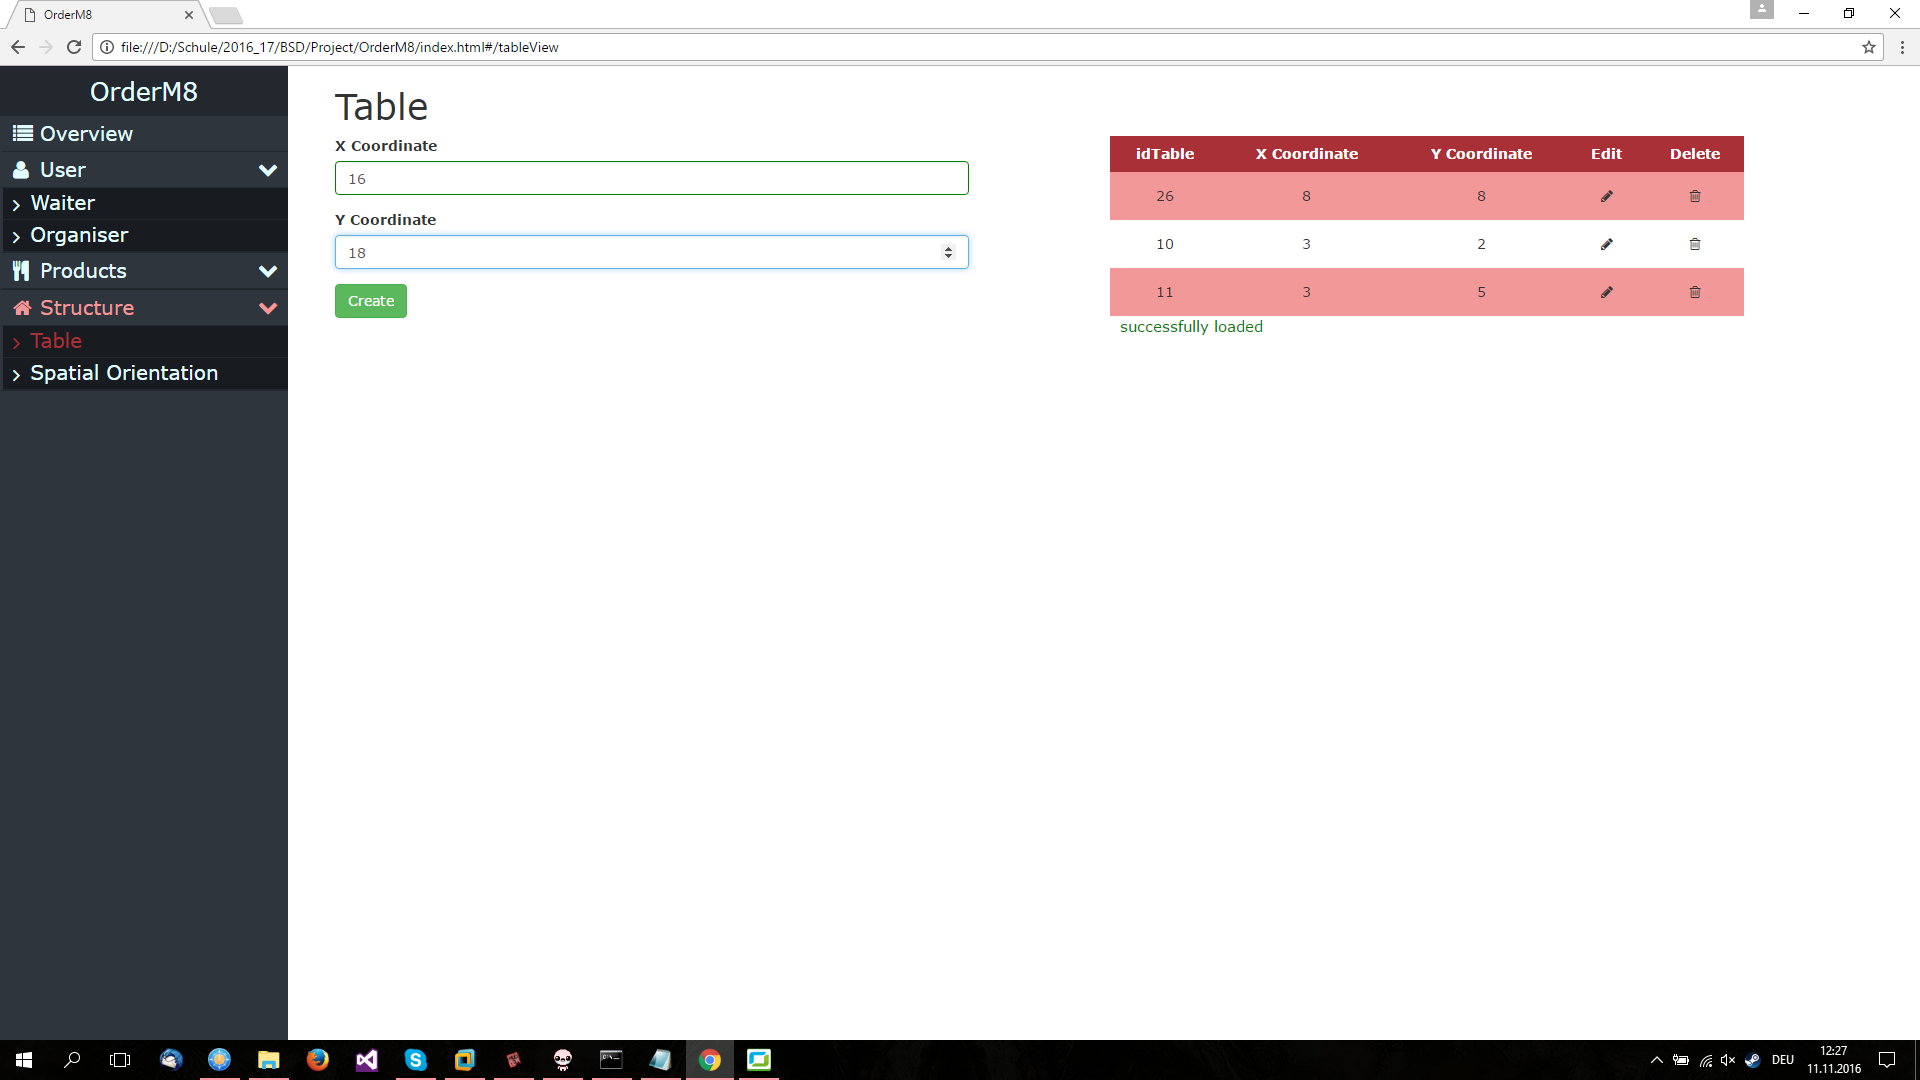 OrderM8
file:///D:/Schule/2016_17/BSD/Project/OrderM8/index.html#/tableView
OrderM8
Overview
User
Waiter
Organiser
Products
Structure
Table
Spatial Orientation
Table
X Coordinate
16
Y Coordinate
18
Create
idTable X Coordinate Y Coordinate Edit Delete
26 8 8
10 3 2
11 3 5
successfully loaded
DEU
12:27
11.11.2016